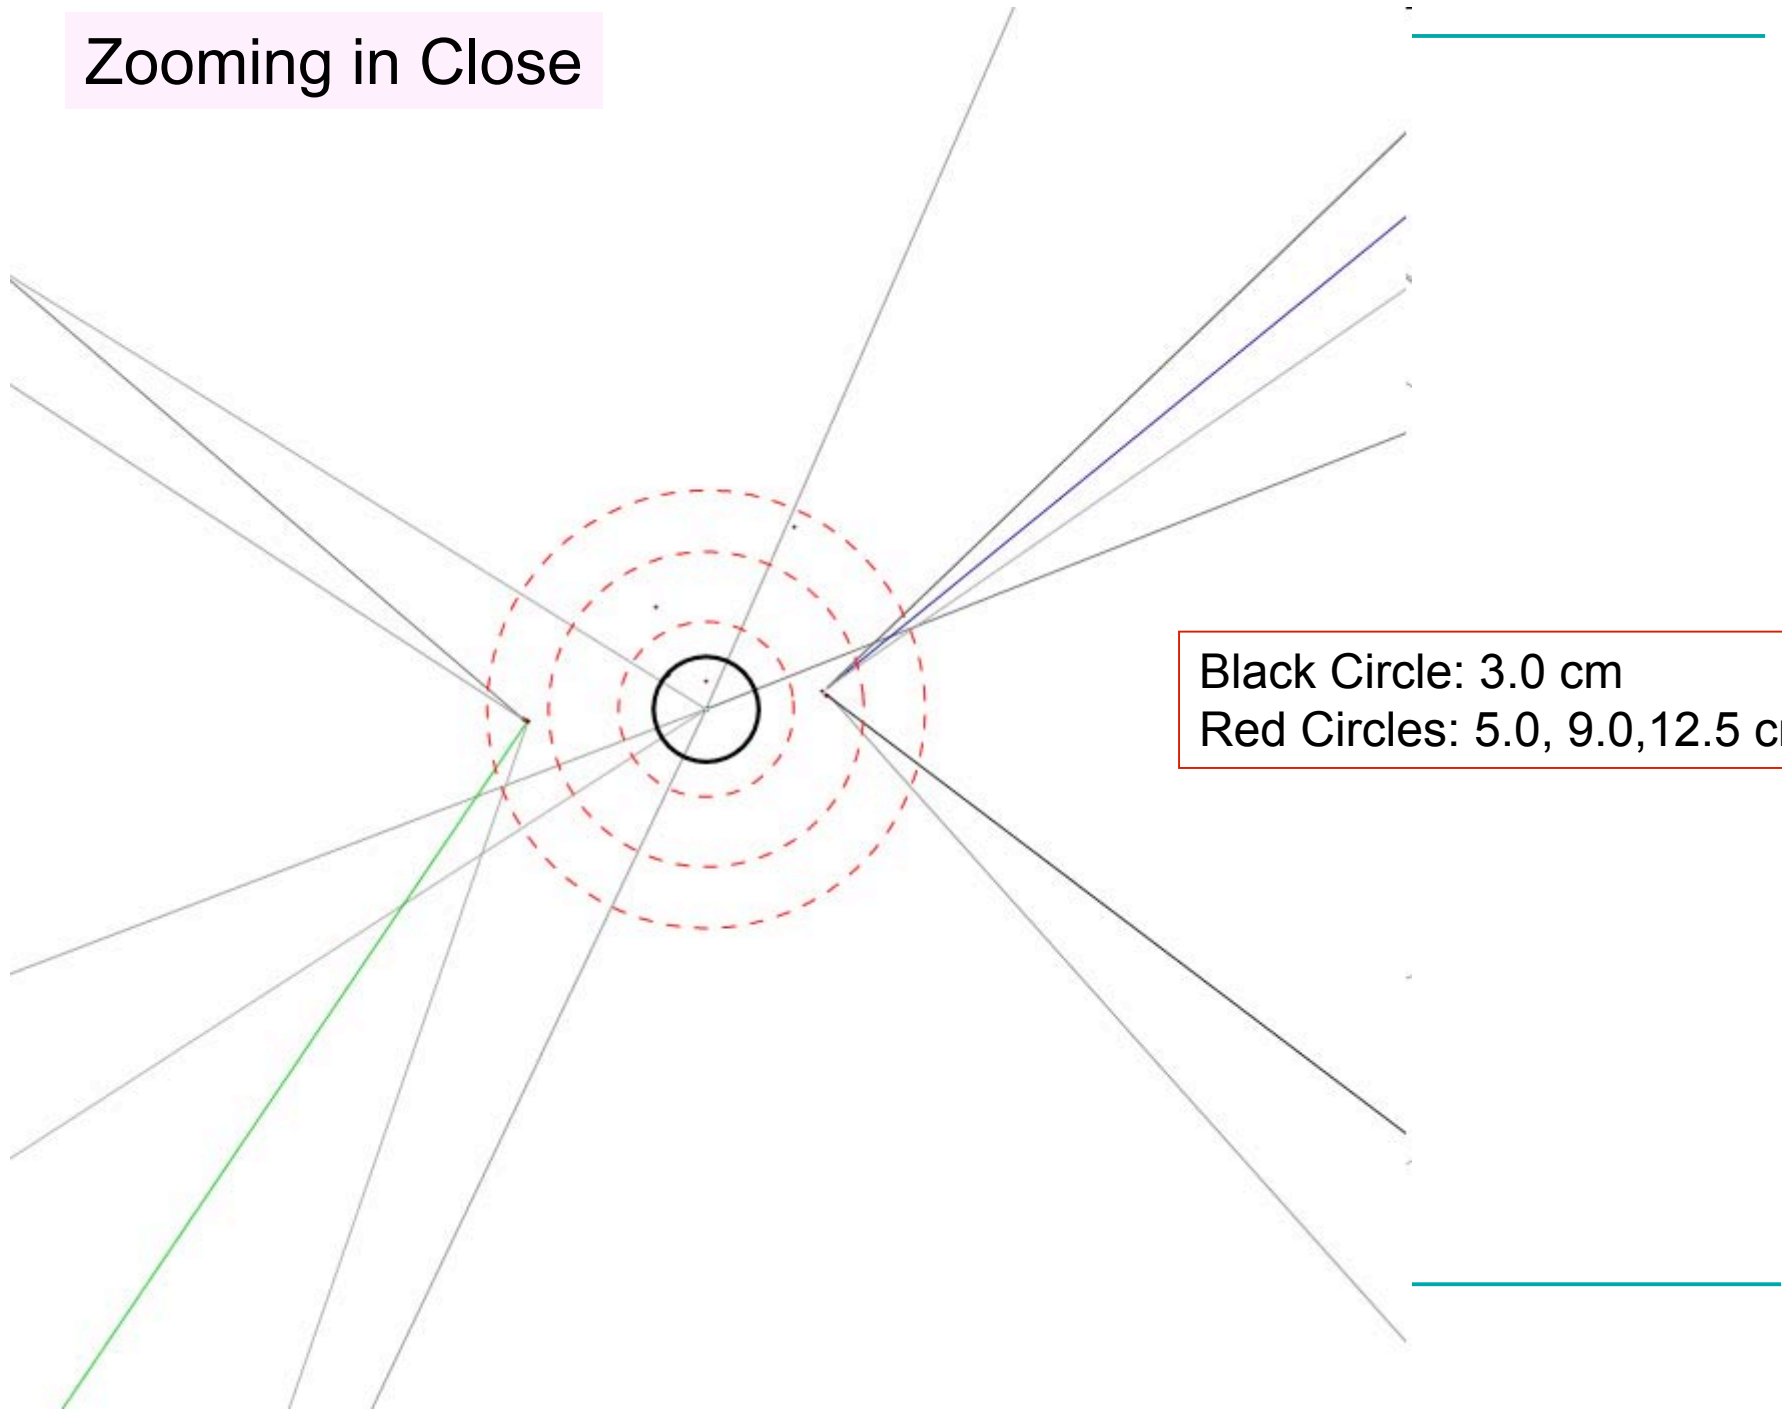 Zooming in Close
Black Circle: 3.0 cm
Red Circles: 5.0, 9.0,12.5 c